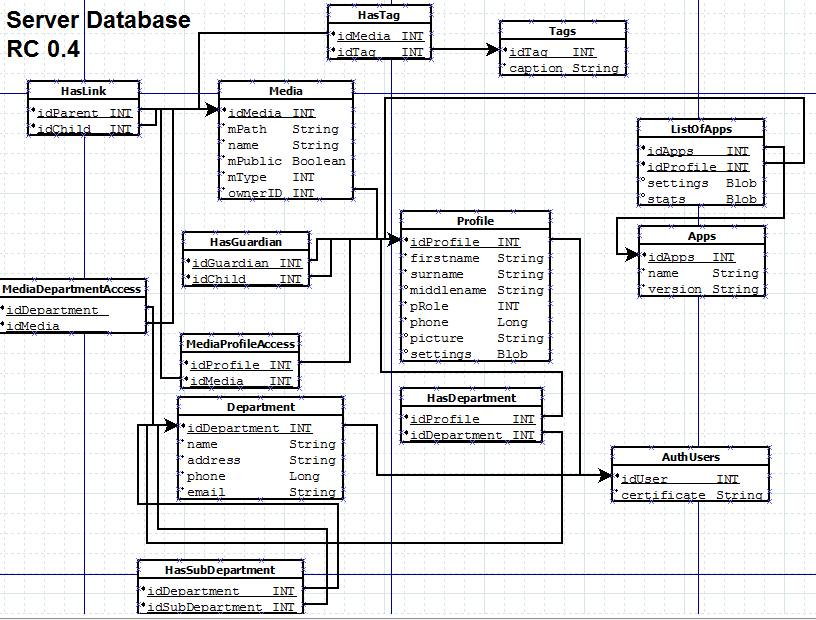 Server Database
RC 0.4
HasTag
idMedia INT
idTag INT
Tags
idTag INT
caption String
HasLink
idParent INT
idChild INT
Media
idMedia INT
mPath String
name String
mPublic Boolean
mType INT
ownerID INT
ListOfApps
idApps INT
idProfile INT
settings Blob
stats Blob
HasGuardian
idGuardian INT
idChild INT
Profile
idProfile INT
firstname String
surname String
middlename String
pRole INT
phone Long
picture String
settings Blob
Apps
idApps INT
name String
version String
MediaDepartmentAccess
idDepartment
idMedia
MediaProfileAccess
idProfile INT
idMedia INT
Department
idDepartment INT
name String
address String
phone Long
email String
HasDepartment
idProfile INT
idDepartment INT
AuthUsers
idUser INT
certificate String
HasSubDepartment
idDepartment INT
idSubDepartment INT